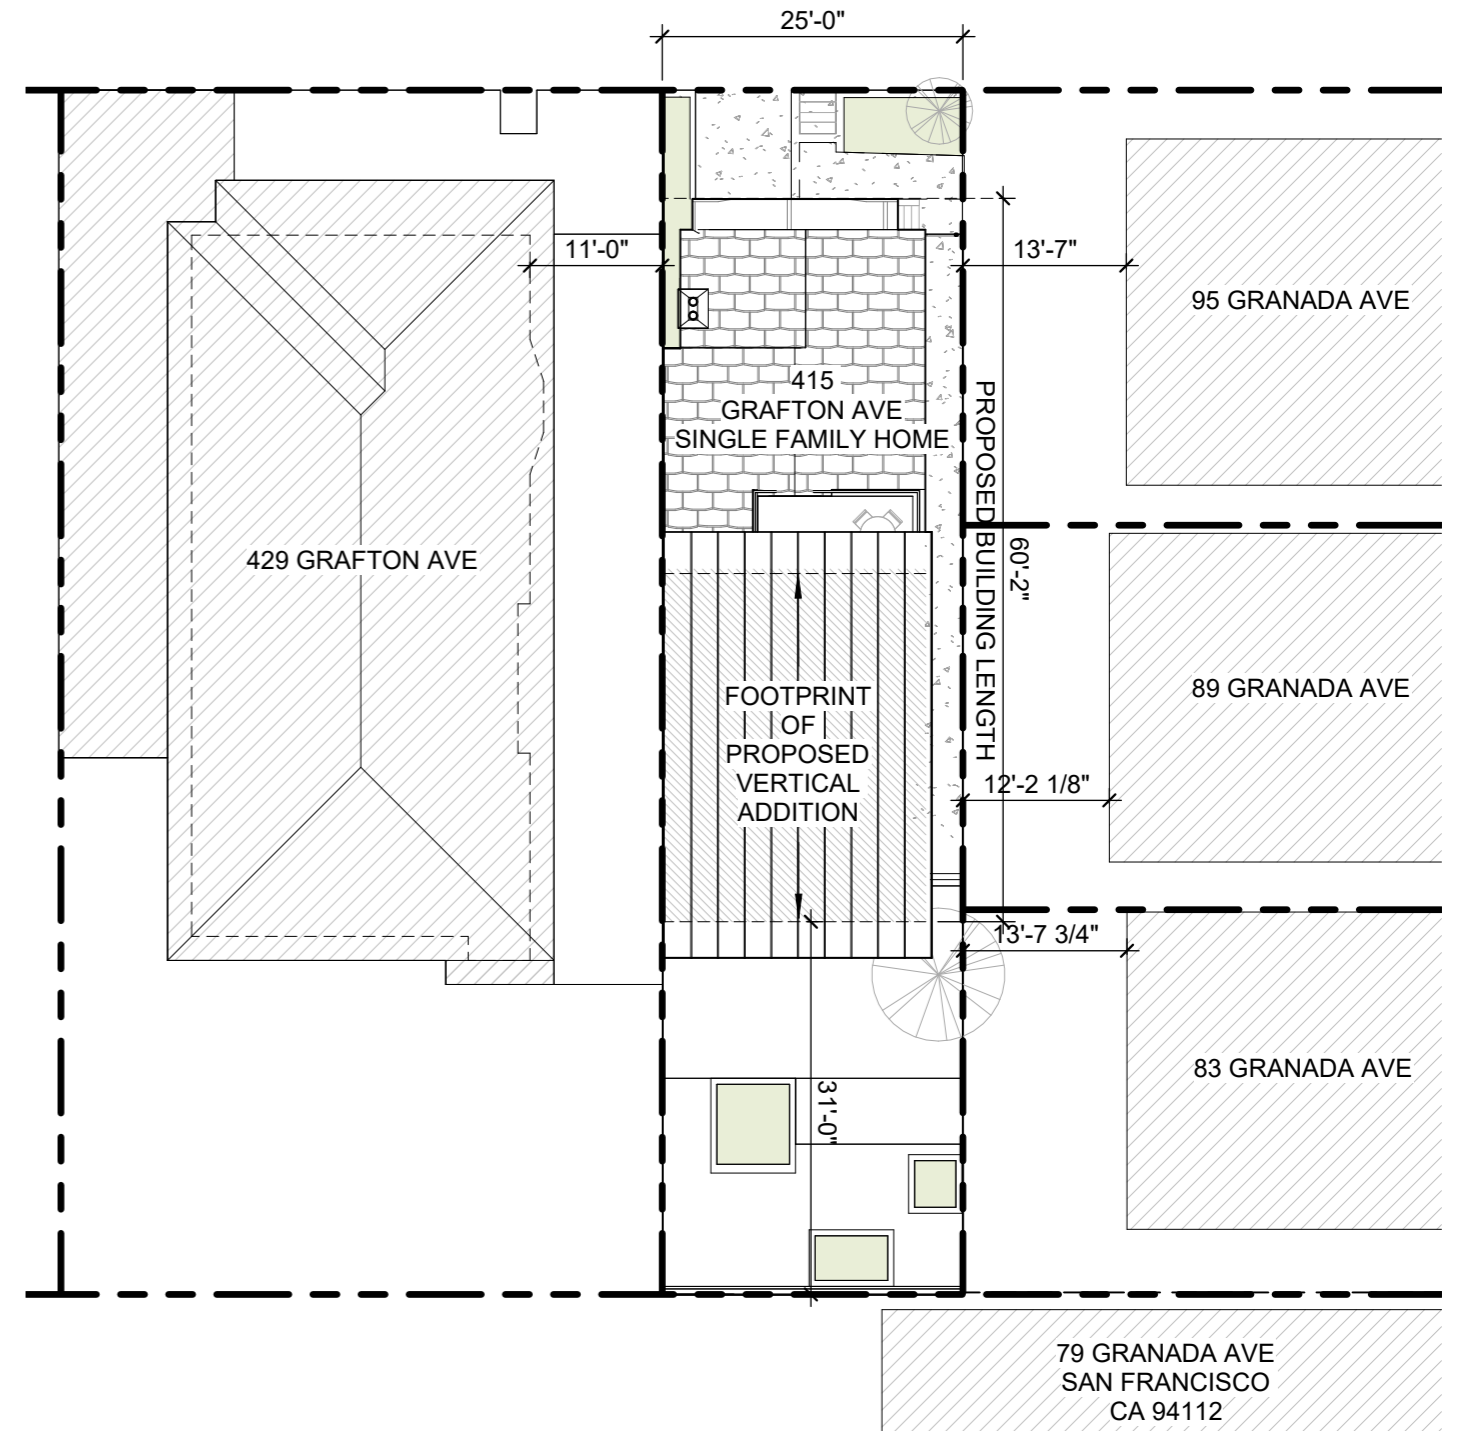 25'-0"
11'-0"
13'-7"
95 GRANADA AVE
415
GRAFTON AVE
SINGLE FAMILY HOME
PROPOSED BUILDING LENGTH
60'-2"
429 GRAFTON AVE
89 GRANADA AVE
FOOTPRINT
OF
PROPOSED
VERTICAL
ADDITION
12'-2 1/8"
13'-7 3/4"
83 GRANADA AVE
31'-0"
79 GRANADA AVE
SAN FRANCISCO
CA 94112